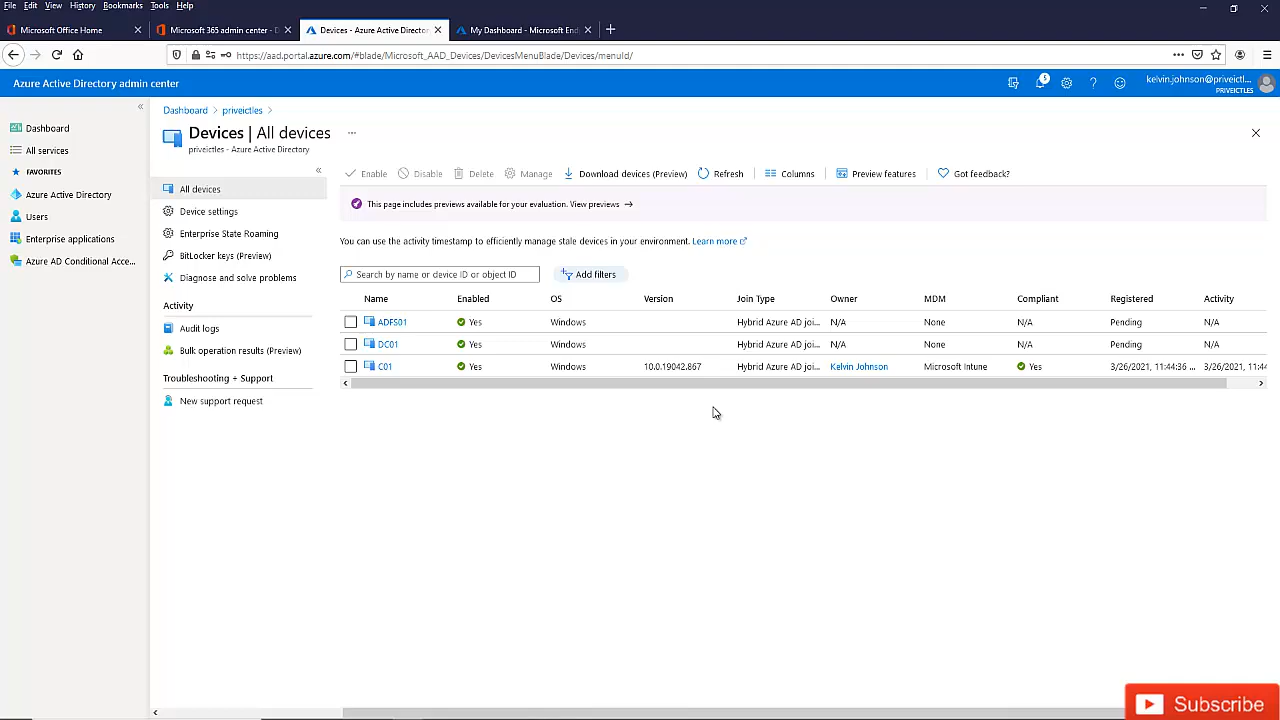 File Edit View History Bookmarks Tools Help
Microsoft Office Home
Microsoft 365 admin center - D
Devices - Azure Active Director
My Dashboard - Microsoft End
https://aad.portal.azure.com/#blade/Microsoft_AAD_Devices/DevicesMenuBlade/Devices/menuId/
Azure Active Directory admin center
5
kelvin.johnson@priveictl...
PRIVEICTLES
Dashboard
All services
FAVORITES
Azure Active Directory
Users
Enterprise applications
Azure AD Conditional Acce...
Dashboard > priveictles >
Devices | All devices ...
priveictles - Azure Active Directory
All devices
Device settings
Enterprise State Roaming
BitLocker keys (Preview)
Diagnose and solve problems
Activity
Audit logs
Bulk operation results (Preview)
Troubleshooting + Support
New support request
Enable Disable Delete Manage Download devices (Preview) Refresh Columns Preview features Got feedback?
This page includes previews available for your evaluation. View previews →
You can use the activity timestamp to efficiently manage stale devices in your environment. Learn more
Search by name or device ID or object ID
Add filters
Name Enabled OS Version Join Type Owner MDM Compliant Registered Activity
ADFS01 Yes Windows Hybrid Azure AD joi... N/A None N/A Pending N/A
DC01 Yes Windows Hybrid Azure AD joi... N/A None N/A Pending N/A
C01 Yes Windows 10.0.19042.867 Hybrid Azure AD joi... Kelvin Johnson Microsoft Intune Yes 3/26/2021, 11:44:36 ... 3/26/2021, 11:44
Subscribe